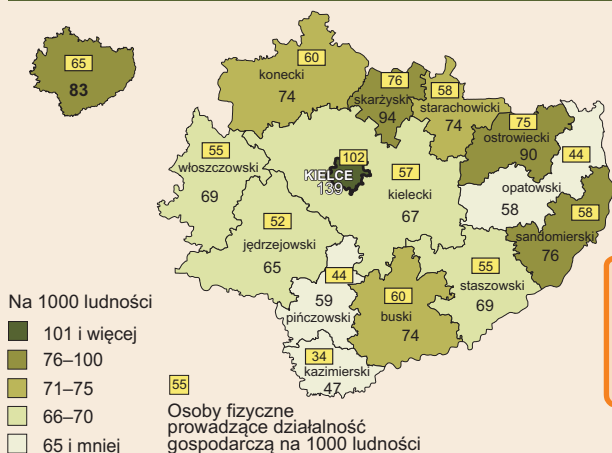 65
83
60
konecki
74
76
skarżyski
94
58
starachowicki
74
75
ostrowiecki
90
44
opatowski
58
58
sandomierski
76
55
włoszczowski
69
102
KIELCE
139
57
kielecki
67
52
jędrzejowski
65
44
59
pińczowski
60
buski
74
55
staszowski
69
34
kazimierski
47
Na 1000 ludności
101 i więcej
76–100
71–75
66–70
65 i mniej
55
Osoby fizyczne
prowadzące działalność
gospodarczą na 1000 ludności